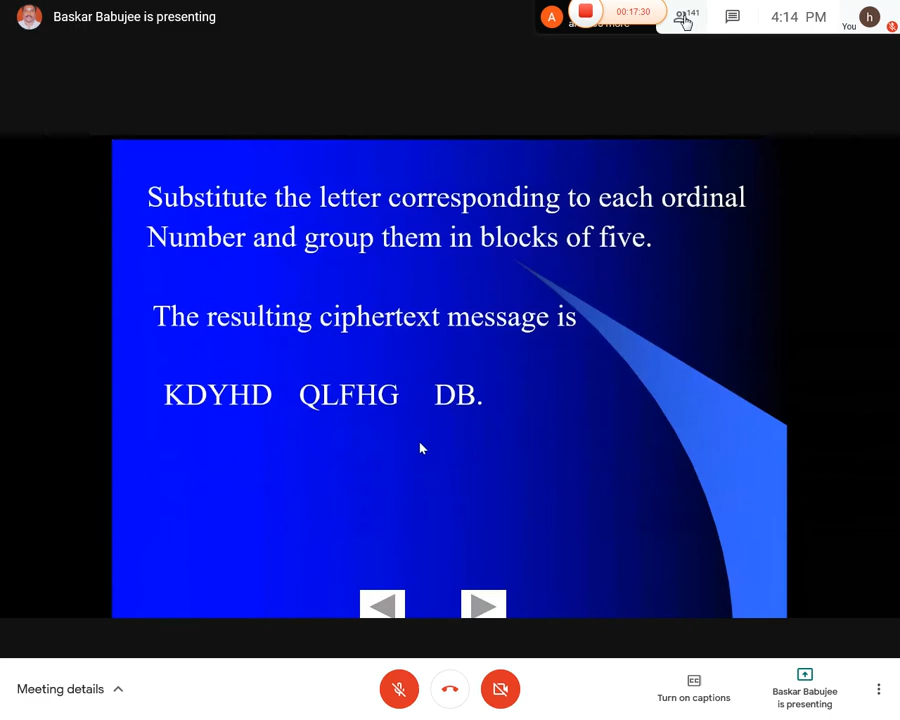 Baskar Babujee is presenting
A
00:17:30
141
4:14 PM
You
h
Substitute the letter corresponding to each ordinal
Number and group them in blocks of five.
The resulting ciphertext message is
KDYHD QLFHG DB.
Meeting details
CC
Turn on captions
Baskar Babujee
is presenting